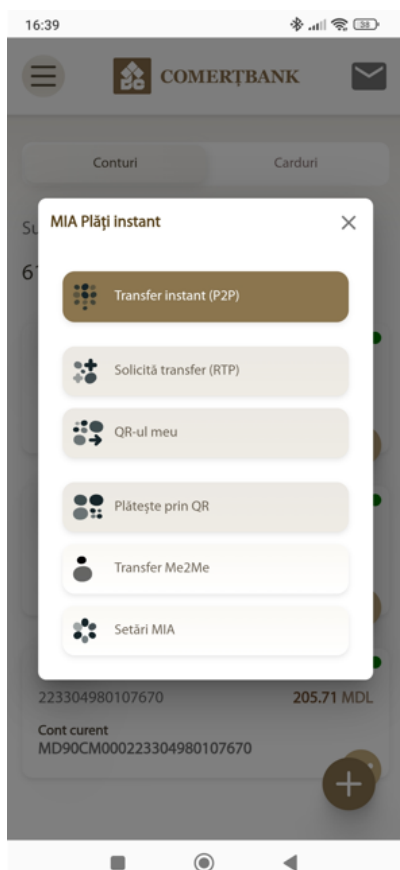 16:39
38
COMERȚBANK
Conturi
Carduri
MIA Plăți instant
Transfer instant (P2P)
Solicită transfer (RTP)
QR-ul meu
Plătește prin QR
Transfer Me2Me
Setări MIA
223304980107670
205.71 MDL
Cont curent
MD90CM000223304980107670